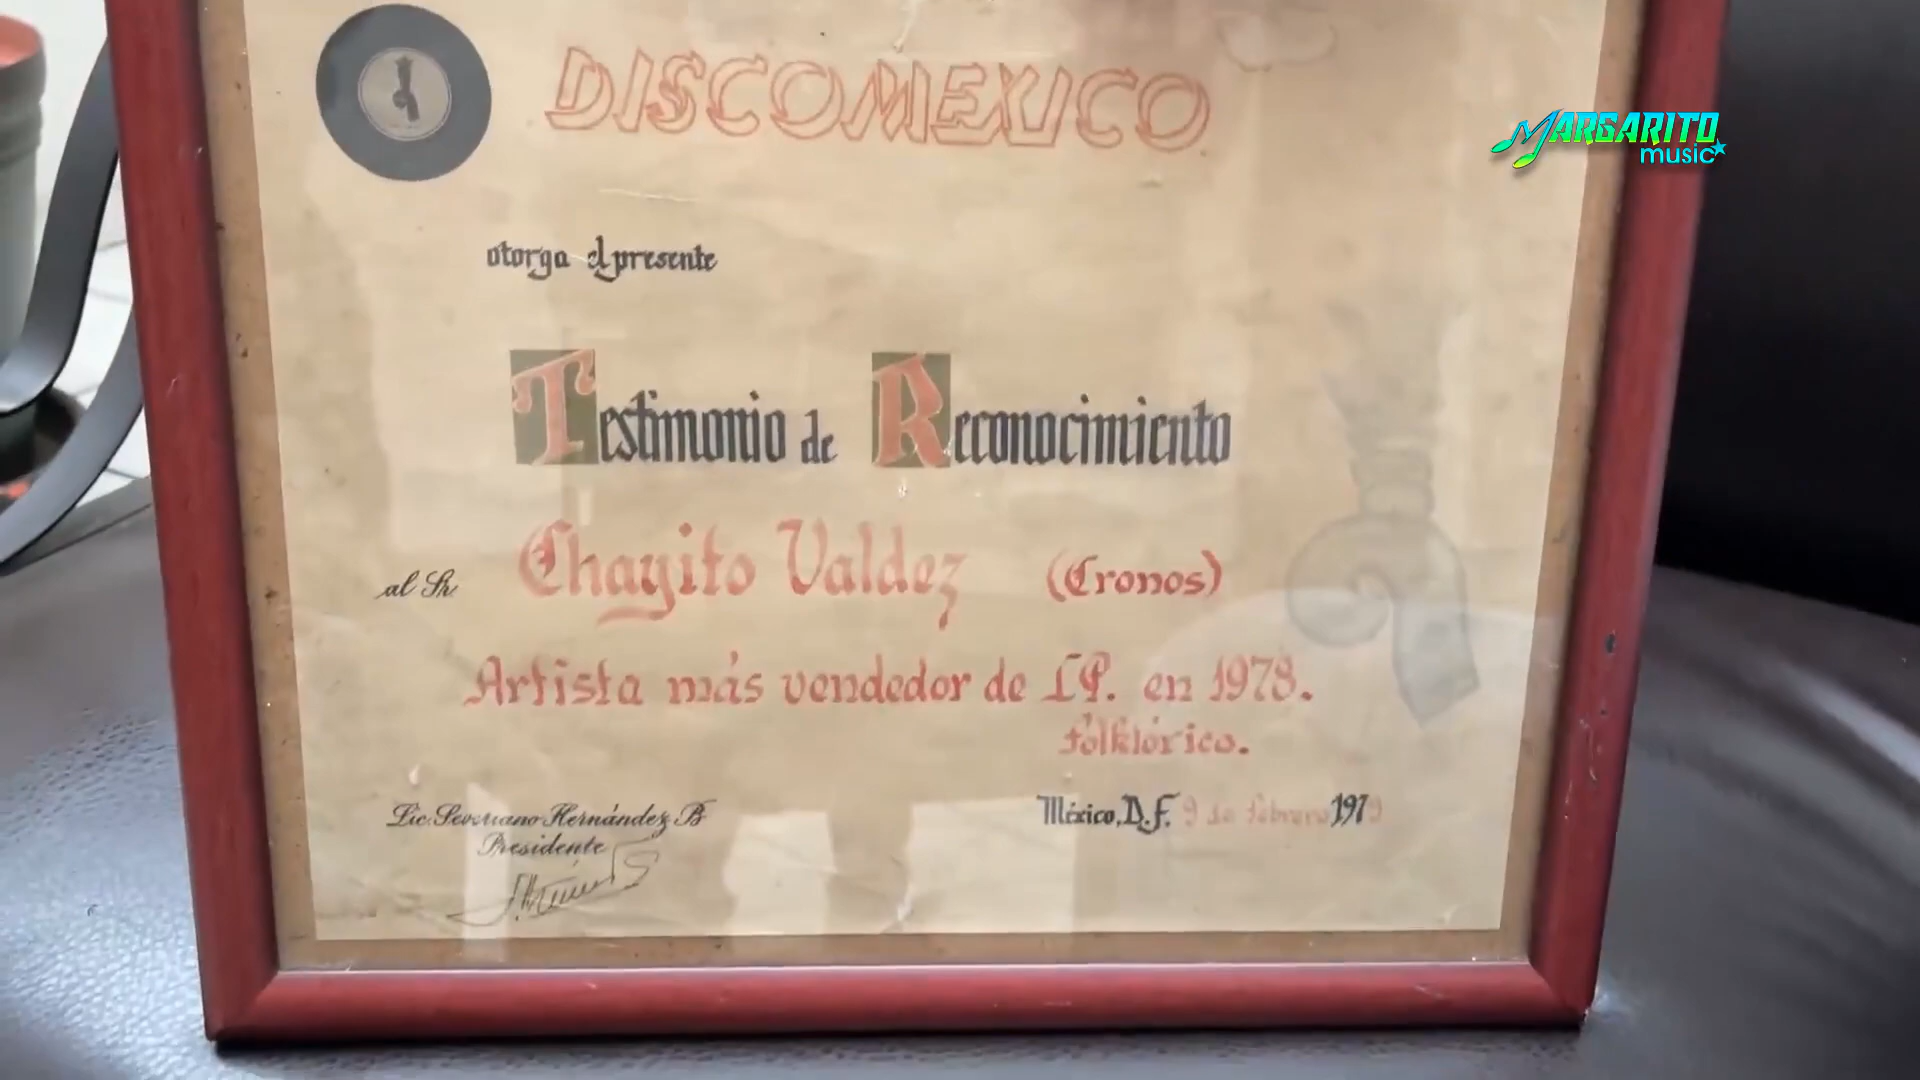 DISCOMEXICO
MARGARITO
music
otorga el presente
Testimonio de Reconocimiento
al Sr. Chayito Valdez (Cronos)
Artista más vendedor de LP. en 1978.
folklórico.
Lic. Severiano Hernández B
Presidente
México, D.F. 9 de febrero 1979